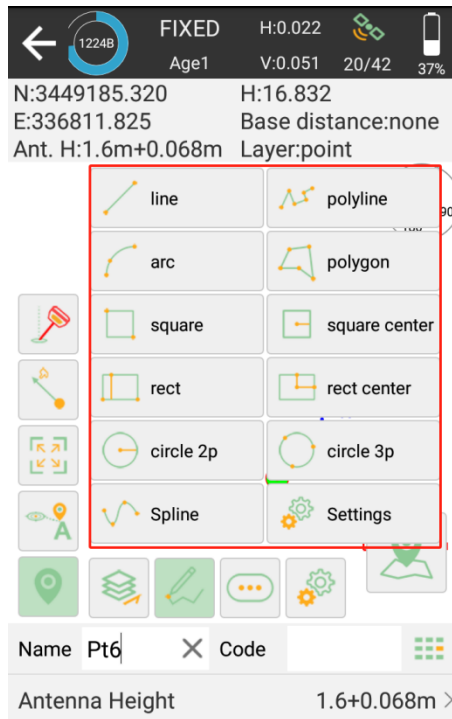 1224B FIXED H:0.022
Age1 V:0.051 20/42 37%
N:3449185.320 H:16.832
E:336811.825 Base distance:none
Ant. H:1.6m+0.068m Layer:point
line polyline
90
arc polygon
square square center
rect rect center
circle 2p circle 3p
Spline Settings
A
Name Pt6 Code
Antenna Height 1.6+0.068m